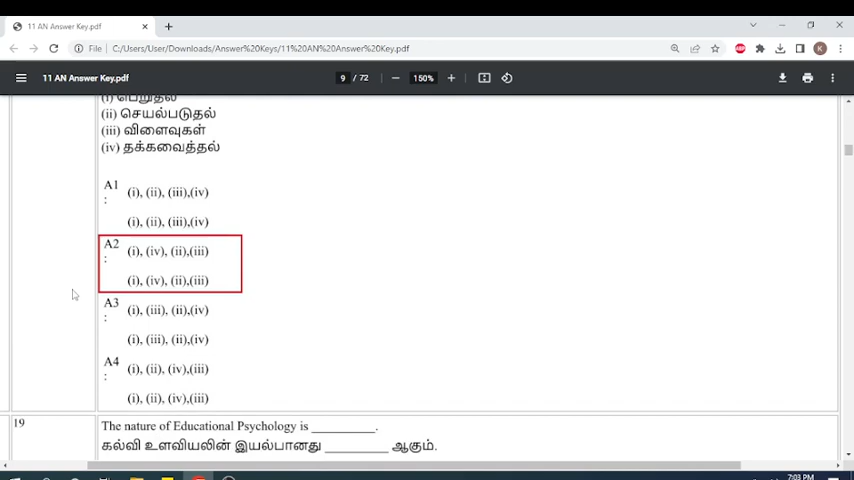 11 AN Answer Key.pdf
File C:/Users/User/Downloads/Answer%20Keys/11%20AN%20Answer%20Key.pdf
ABP
K
11 AN Answer Key.pdf
9 / 72
150%
(i) பெறுதல்
(ii) செயல்படுதல்
(iii) விளைவுகள்
(iv) தக்கவைத்தல்
A1 : (i), (ii), (iii),(iv)
(i), (ii), (iii),(iv)
A2 : (i), (iv), (ii),(iii)
(i), (iv), (ii),(iii)
A3 : (i), (iii), (ii),(iv)
(i), (iii), (ii),(iv)
A4 : (i), (ii), (iv),(iii)
(i), (ii), (iv),(iii)
19 The nature of Educational Psychology is __________.
கல்வி உளவியலின் இயல்பானது __________ ஆகும்.
7:03 PM